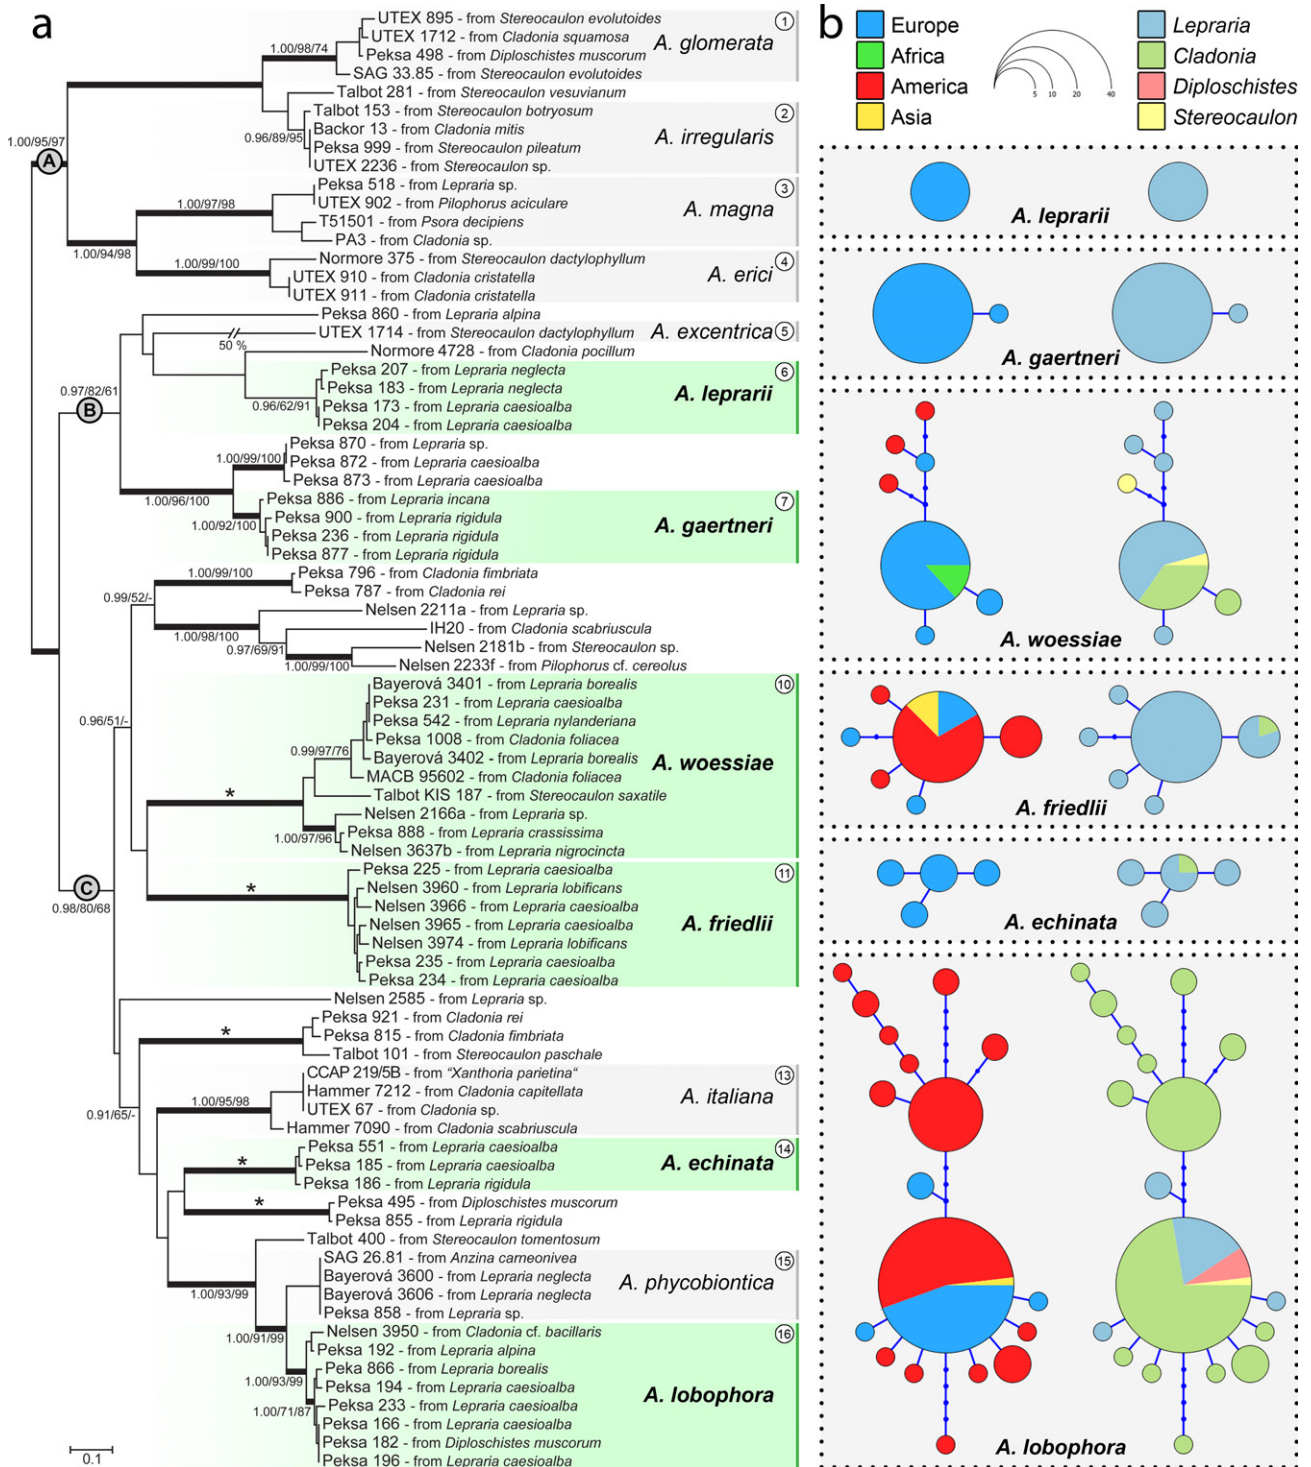 a
UTEX 895 - from Stereocaulon evolutoides
UTEX 1712 - from Cladonia squamosa
Peksa 498 - from Diploschistes muscorum
SAG 33.85 - from Stereocaulon evolutoides
1.00/98/74
1
A. glomerata
Talbot 281 - from Stereocaulon vesuvianum
Talbot 153 - from Stereocaulon botryosum
Backor 13 - from Cladonia mitis
Peksa 999 - from Stereocaulon pileatum
UTEX 2236 - from Stereocaulon sp.
0.96/89/95
2
A. irregularis
1.00/95/97
A
Peksa 518 - from Lepraria sp.
UTEX 902 - from Pilophorus aciculare
T51501 - from Psora decipiens
PA3 - from Cladonia sp.
1.00/97/98
3
A. magna
1.00/94/98
Normore 375 - from Stereocaulon dactylophyllum
UTEX 910 - from Cladonia cristatella
UTEX 911 - from Cladonia cristatella
1.00/99/100
4
A. erici
Peksa 860 - from Lepraria alpina
UTEX 1714 - from Stereocaulon dactylophyllum
50 %
A. excentrica
5
Normore 4728 - from Cladonia pocillum
Peksa 207 - from Lepraria neglecta
Peksa 183 - from Lepraria neglecta
Peksa 173 - from Lepraria caesioalba
Peksa 204 - from Lepraria caesioalba
0.96/62/91
6
A. leprarii
0.97/82/61
B
Peksa 870 - from Lepraria sp.
Peksa 872 - from Lepraria caesioalba
Peksa 873 - from Lepraria caesioalba
1.00/99/100
1.00/96/100
Peksa 886 - from Lepraria incana
Peksa 900 - from Lepraria rigidula
Peksa 236 - from Lepraria rigidula
Peksa 877 - from Lepraria rigidula
1.00/92/100
7
A. gaertneri
Peksa 796 - from Cladonia fimbriata
Peksa 787 - from Cladonia rei
1.00/99/100
0.99/52/-
Nelsen 2211a - from Lepraria sp.
IH20 - from Cladonia scabriuscula
Nelsen 2181b - from Stereocaulon sp.
Nelsen 2233f - from Pilophorus cf. cereolus
1.00/98/100
0.97/69/91
1.00/99/100
0.96/51/-
Bayerová 3401 - from Lepraria borealis
Peksa 231 - from Lepraria caesioalba
Peksa 542 - from Lepraria nylanderiana
Peksa 1008 - from Cladonia foliacea
Bayerová 3402 - from Lepraria borealis
MACB 95602 - from Cladonia foliacea
Talbot KIS 187 - from Stereocaulon saxatile
Nelsen 2166a - from Lepraria sp.
Peksa 888 - from Lepraria crassissima
Nelsen 3637b - from Lepraria nigrocincta
0.99/97/76
1.00/97/96
*
10
A. woessiae
Peksa 225 - from Lepraria caesioalba
Nelsen 3960 - from Lepraria lobificans
Nelsen 3966 - from Lepraria caesioalba
Nelsen 3965 - from Lepraria caesioalba
Nelsen 3974 - from Lepraria lobificans
Peksa 235 - from Lepraria caesioalba
Peksa 234 - from Lepraria caesioalba
*
11
A. friedlii
C
0.98/80/68
Nelsen 2585 - from Lepraria sp.
Peksa 921 - from Cladonia rei
Peksa 815 - from Cladonia fimbriata
Talbot 101 - from Stereocaulon paschale
*
0.91/65/-
CCAP 219/5B - from "Xanthoria parietina"
Hammer 7212 - from Cladonia capitellata
UTEX 67 - from Cladonia sp.
Hammer 7090 - from Cladonia scabriuscula
1.00/95/98
13
A. italiana
Peksa 551 - from Lepraria caesioalba
Peksa 185 - from Lepraria caesioalba
Peksa 186 - from Lepraria rigidula
*
14
A. echinata
Peksa 495 - from Diploschistes muscorum
Peksa 855 - from Lepraria rigidula
*
Talbot 400 - from Stereocaulon tomentosum
SAG 26.81 - from Anzina carneonivea
Bayerová 3600 - from Lepraria neglecta
Bayerová 3606 - from Lepraria neglecta
Peksa 858 - from Lepraria sp.
1.00/93/99
15
A. phycobiontica
1.00/91/99
Nelsen 3950 - from Cladonia cf. bacillaris
Peksa 192 - from Lepraria alpina
Peka 866 - from Lepraria borealis
Peksa 194 - from Lepraria caesioalba
Peksa 233 - from Lepraria caesioalba
Peksa 166 - from Lepraria caesioalba
Peksa 182 - from Diploschistes muscorum
Peksa 196 - from Lepraria caesioalba
1.00/93/99
1.00/71/87
16
A. lobophora
0.1
b
Europe
Africa
America
Asia
5 10 20 40
Lepraria
Cladonia
Diploschistes
Stereocaulon
A. leprarii
A. gaertneri
A. woessiae
A. friedlii
A. echinata
A. lobophora